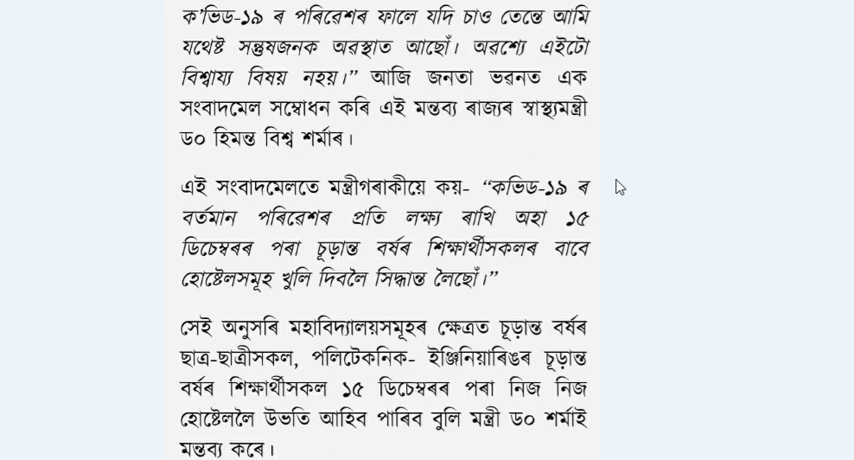 ক'ভিড-১৯ ৰ পৰিৱেশৰ ফালে যদি চাও তেন্তে আমি
যথেষ্ট সন্তুষজনক অৱস্থাত আছোঁ। অৱশ্যে এইটো
বিশ্বায্য বিষয় নহয়।” আজি জনতা ভৱনত এক
সংবাদমেল সম্বোধন কৰি এই মন্তব্য ৰাজ্যৰ স্বাস্থ্যমন্ত্ৰী
ড০ হিমন্ত বিশ্ব শৰ্মাৰ।
এই সংবাদমেলতে মন্ত্ৰীগৰাকীয়ে কয়- “কভিড-১৯ ৰ
বৰ্তমান পৰিৱেশৰ প্ৰতি লক্ষ্য ৰাখি অহা ১৫
ডিচেম্বৰৰ পৰা চূড়ান্ত বৰ্ষৰ শিক্ষাৰ্থীসকলৰ বাবে
হোষ্টেলসমূহ খুলি দিবলৈ সিদ্ধান্ত লৈছোঁ।”
সেই অনুসৰি মহাবিদ্যালয়সমূহৰ ক্ষেত্ৰত চূড়ান্ত বৰ্ষৰ
ছাত্ৰ-ছাত্ৰীসকল, পলিটেকনিক- ইঞ্জিনিয়াৰিঙৰ চূড়ান্ত
বৰ্ষৰ শিক্ষাৰ্থীসকল ১৫ ডিচেম্বৰৰ পৰা নিজ নিজ
হোষ্টেললৈ উভতি আহিব পাৰিব বুলি মন্ত্ৰী ড০ শৰ্মাই
মন্তব্য কৰে।